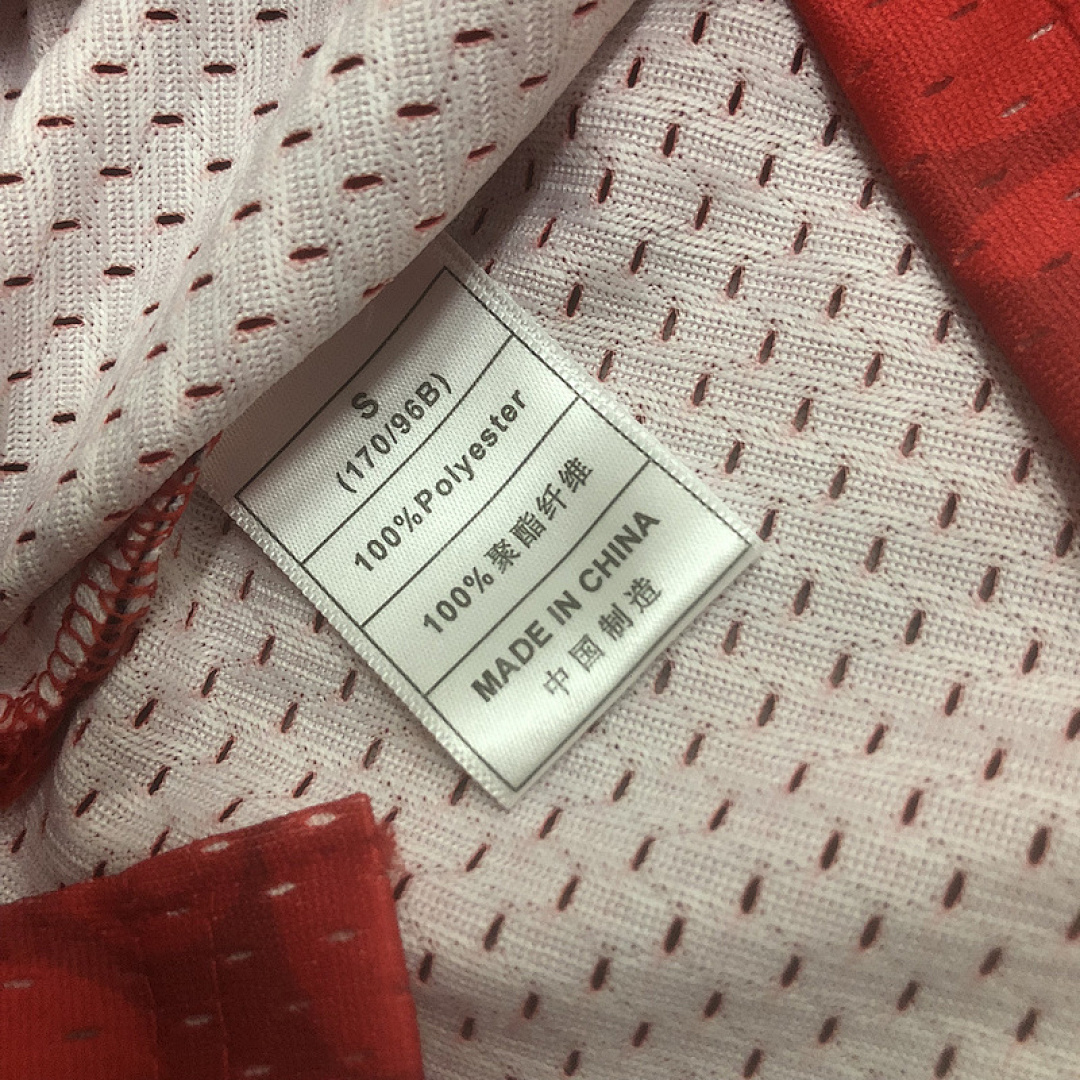 S
(170/96B)
100%Polyester
100%聚酯纤维
MADE IN CHINA
中国制造